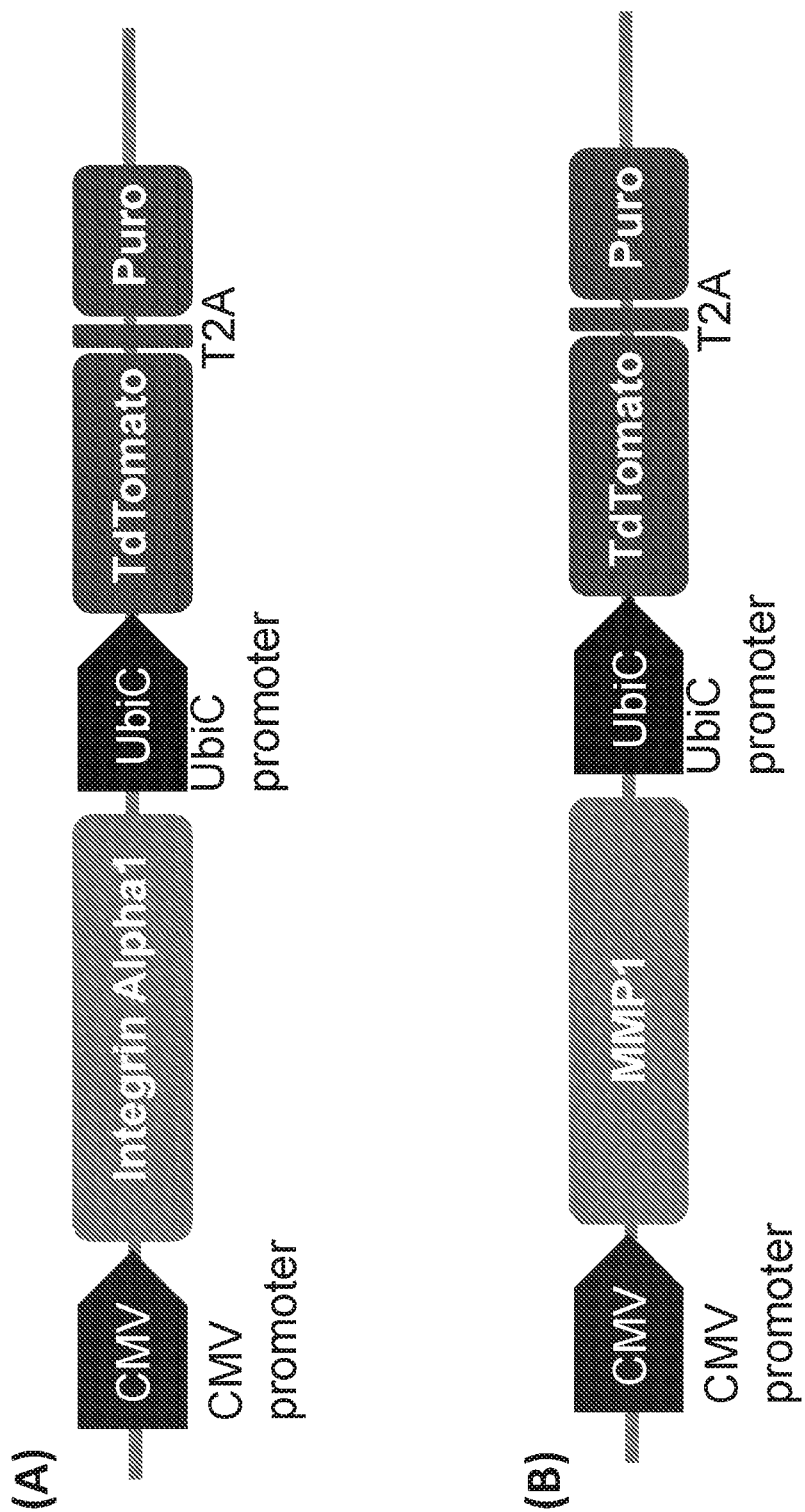 (A)
CMV
Integrin Alpha1
UbiC
TdTomato
Puro
CMV
promoter
UbiC
promoter
T2A
(B)
CMV
MMP1
UbiC
TdTomato
Puro
CMV
promoter
UbiC
promoter
T2A